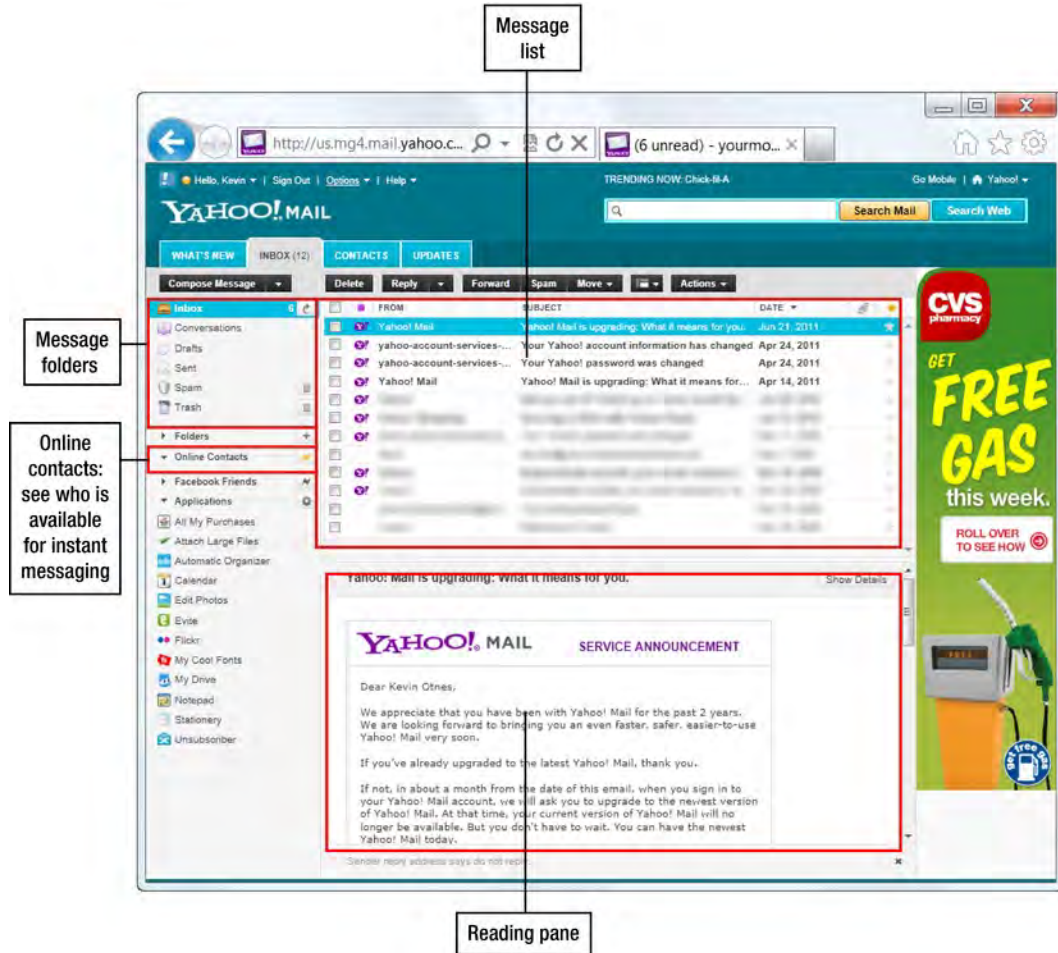 Message
list
http://us.mg4.mail.yahoo.c...
(6 unread) - yourmo...
Hello, Kevin | Sign Out | Options | Help
TRENDING NOW: Chick-fil-A
Go Mobile | Yahoo!
YAHOO! MAIL
Search Mail
Search Web
WHAT'S NEW
INBOX (12)
CONTACTS
UPDATES
Compose Message
Delete Reply Forward Spam Move Actions
Inbox 6
Conversations
Drafts
Sent
Spam
Trash
Folders +
Online Contacts
Facebook Friends
Applications
All My Purchases
Attach Large Files
Automatic Organizer
Calendar
Edit Photos
Evite
Flickr
My Cool Fonts
My Drive
Notepad
Stationery
Unsubscriber
Message
folders
Online
contacts:
see who is
available
for instant
messaging
FROM SUBJECT DATE
Yahoo! Mail Yahoo! Mail is upgrading: What it means for you. Jun 21, 2011
yahoo-account-services-... Your Yahoo! account information has changed Apr 24, 2011
yahoo-account-services-... Your Yahoo! password was changed Apr 24, 2011
Yahoo! Mail Yahoo! Mail is upgrading: What it means for... Apr 14, 2011
Yahoo! Mail is upgrading: What it means for you.
Show Details
YAHOO! MAIL SERVICE ANNOUNCEMENT
Dear Kevin Otnes,
We appreciate that you have been with Yahoo! Mail for the past 2 years.
We are looking forward to bringing you an even faster, safer, easier-to-use
Yahoo! Mail very soon.
If you've already upgraded to the latest Yahoo! Mail, thank you.
If not, in about a month from the date of this email, when you sign in to
your Yahoo! Mail account, we will ask you to upgrade to the newest version
of Yahoo! Mail. At that time, your current version of Yahoo! Mail will no
longer be available. But you don't have to wait. You can have the newest
Yahoo! Mail today.
Sender reply address says do not reply.
CVS
pharmacy
GET
FREE
GAS
this week.
ROLL OVER
TO SEE HOW
FREE
get free gas
Reading pane